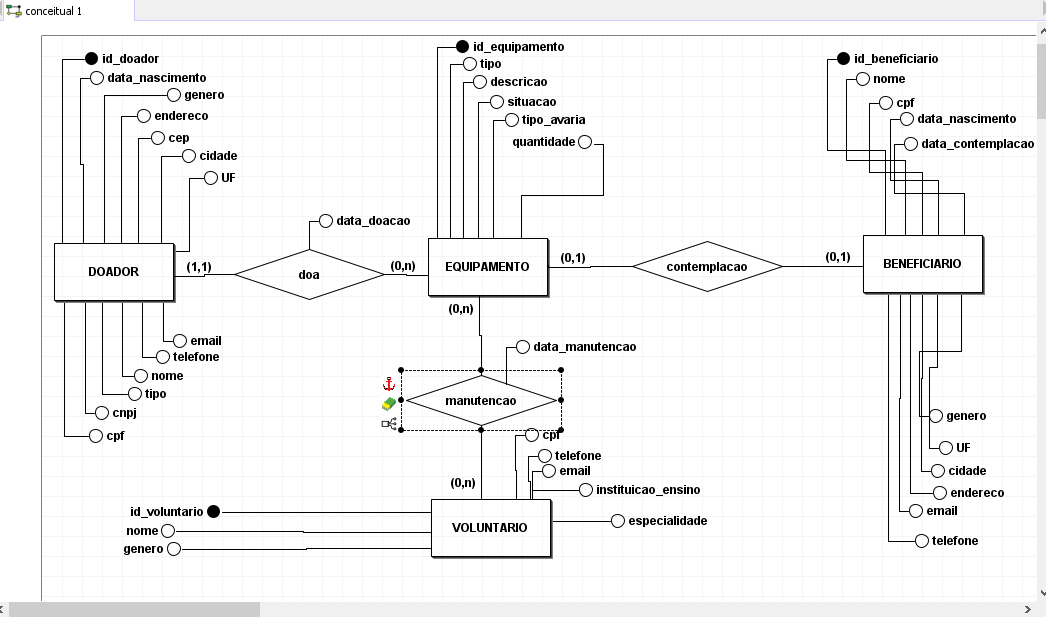 conceitual 1
id_doador
data_nascimento
genero
endereco
cep
cidade
UF
DOADOR
email
telefone
nome
tipo
cnpj
cpf
(1,1)
data_doacao
doa
(0,n)
id_equipamento
tipo
descricao
situacao
tipo_avaria
quantidade
EQUIPAMENTO
(0,1)
contemplacao
(0,1)
id_beneficiario
nome
cpf
data_nascimento
data_contemplacao
BENEFICIARIO
genero
UF
cidade
endereco
email
telefone
(0,n)
data_manutencao
manutencao
(0,n)
cpf
telefone
email
instituicao_ensino
especialidade
VOLUNTARIO
id_voluntario
nome
genero